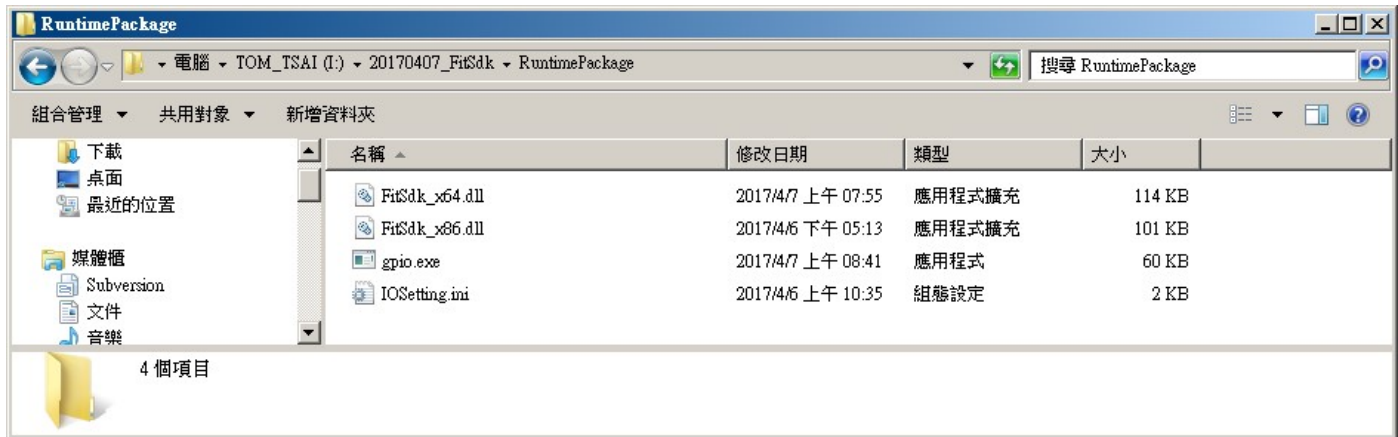 RuntimePackage
電腦 TOM_TSAI (I:) 20170407_FitSdk RuntimePackage 搜尋 RuntimePackage
組合管理 共用對象 新增資料夾
下載
桌面
最近的位置
媒體櫃
Subversion
文件
音樂
名稱 修改日期 類型 大小
FitSdk_x64.dll 2017/4/7 上午 07:55 應用程式擴充 114 KB
FitSdk_x86.dll 2017/4/6 下午 05:13 應用程式擴充 101 KB
gpio.exe 2017/4/7 上午 08:41 應用程式 60 KB
IOSetting.ini 2017/4/6 上午 10:35 組態設定 2 KB
4 個項目